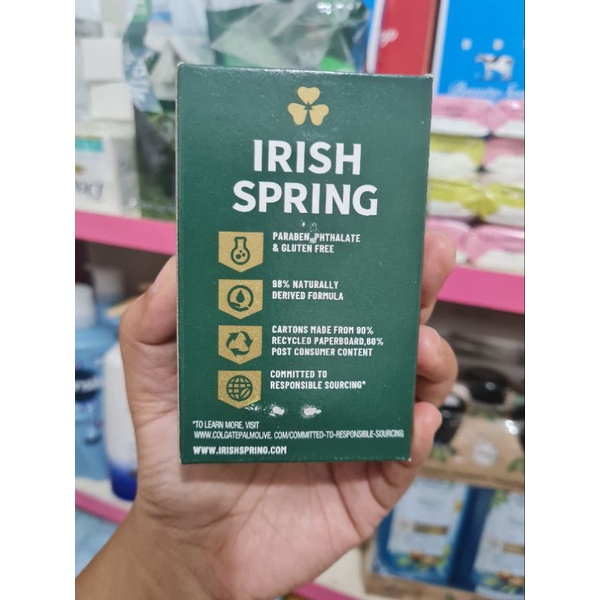 IRISH
SPRING
PARABEN, PHTHALATE
& GLUTEN FREE
98% NATURALLY
DERIVED FORMULA
CARTONS MADE FROM 90%
RECYCLED PAPERBOARD,60%
POST CONSUMER CONTENT
COMMITTED TO
RESPONSIBLE SOURCING*
*TO LEARN MORE, VISIT
WWW.COLGATEPALMOLIVE. COM/COMMITTED-TO-RESPONSIBLE-SOURCING
WWW.IRISHSPRING.COM